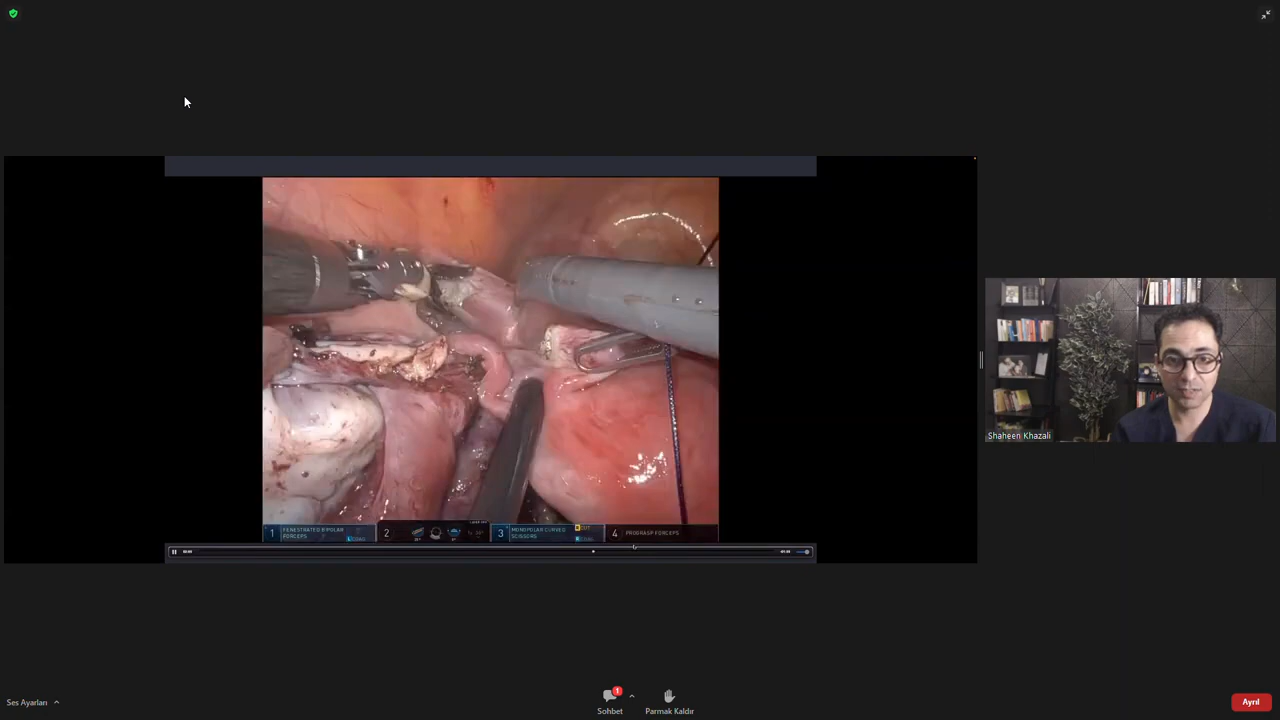 Shaheen Khazali
1
FENESTRATED BIPOLAR
FORCEPS
2
3
MONOPOLAR CURVED
SCISSORS
4
PROGRASP FORCEPS
Ses Ayarları
1
Sohbet
Parmak Kaldır
Ayrıl